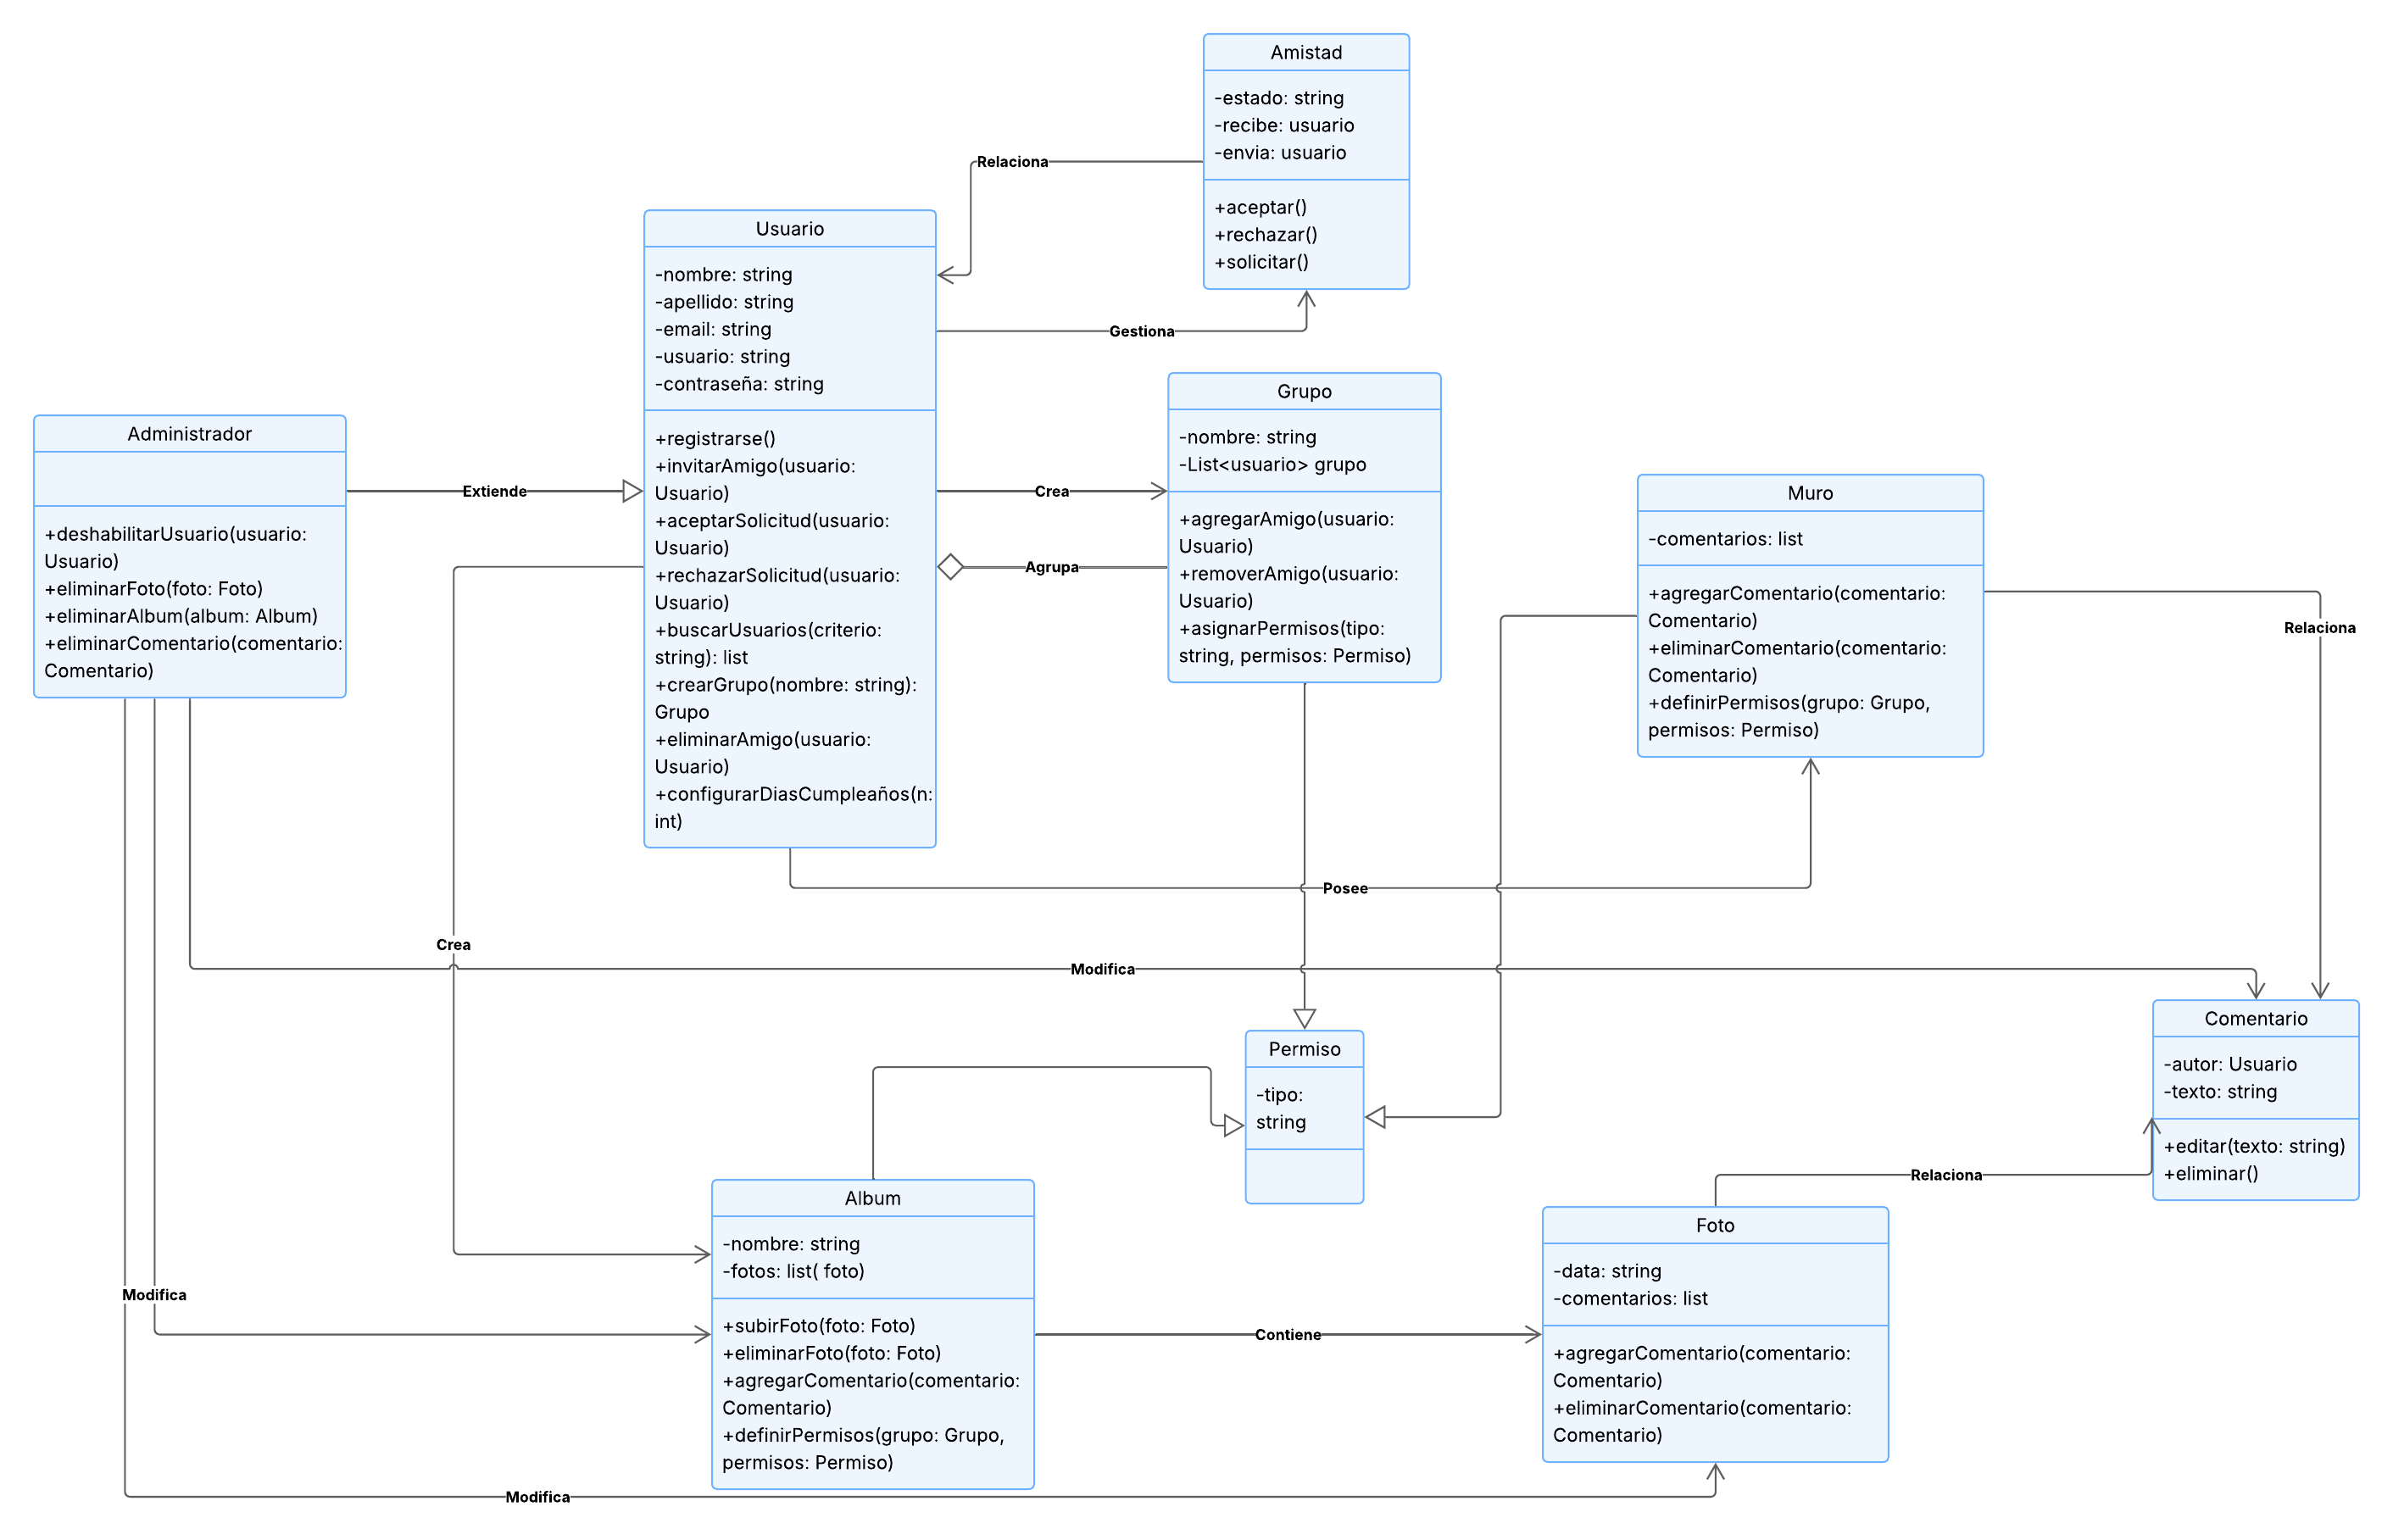 Amistad
-estado: string
-recibe: usuario
-envia: usuario
+aceptar()
+rechazar()
+solicitar()
Relaciona
Gestiona
Usuario
-nombre: string
-apellido: string
-email: string
-usuario: string
-contraseña: string
+registrarse()
+invitarAmigo(usuario:
Usuario)
+aceptarSolicitud(usuario:
Usuario)
+rechazarSolicitud(usuario:
Usuario)
+buscarUsuarios(criterio:
string): list
+crearGrupo(nombre: string):
Grupo
+eliminarAmigo(usuario:
Usuario)
+configurarDiasCumpleaños(n:
int)
Administrador
+deshabilitarUsuario(usuario:
Usuario)
+eliminarFoto(foto: Foto)
+eliminarAlbum(album: Album)
+eliminarComentario(comentario:
Comentario)
Extiende
Crea
Agrupa
Grupo
-nombre: string
-List<usuario> grupo
+agregarAmigo(usuario:
Usuario)
+removerAmigo(usuario:
Usuario)
+asignarPermisos(tipo:
string, permisos: Permiso)
Muro
-comentarios: list
+agregarComentario(comentario:
Comentario)
+eliminarComentario(comentario:
Comentario)
+definirPermisos(grupo: Grupo,
permisos: Permiso)
Relaciona
Posee
Crea
Modifica
Comentario
-autor: Usuario
-texto: string
+editar(texto: string)
+eliminar()
Permiso
-tipo:
string
Relaciona
Album
-nombre: string
-fotos: list( foto)
+subirFoto(foto: Foto)
+eliminarFoto(foto: Foto)
+agregarComentario(comentario:
Comentario)
+definirPermisos(grupo: Grupo,
permisos: Permiso)
Modifica
Contiene
Foto
-data: string
-comentarios: list
+agregarComentario(comentario:
Comentario)
+eliminarComentario(comentario:
Comentario)
Modifica